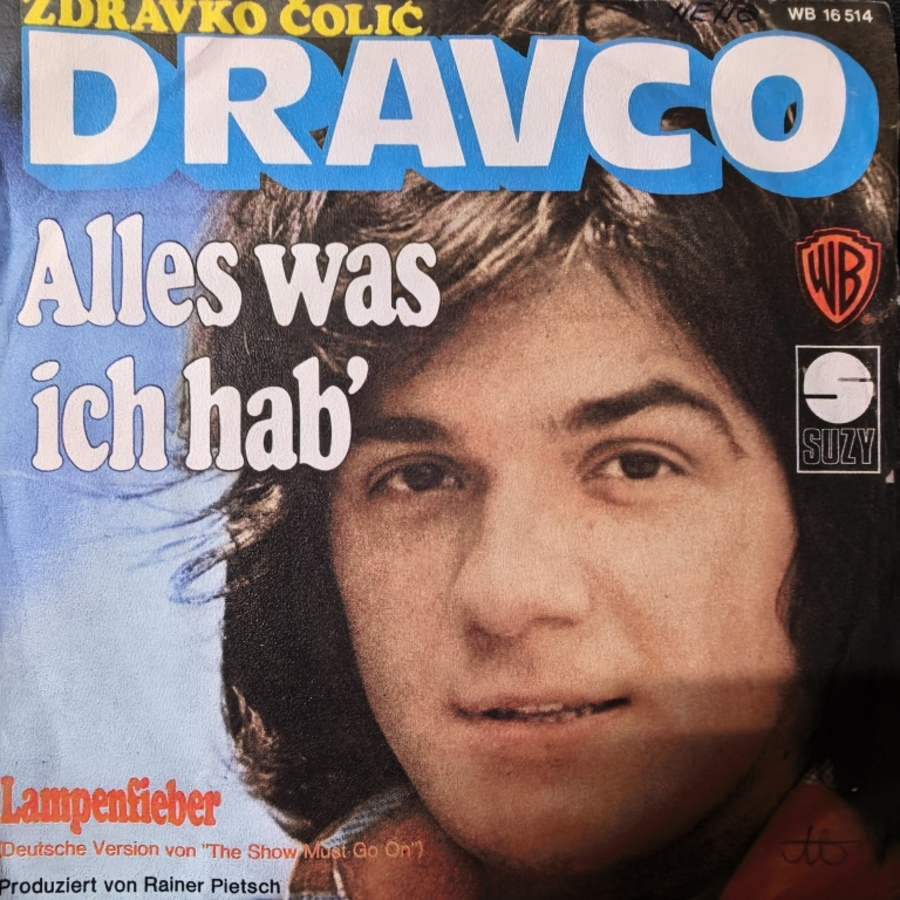 ZDRAVKO ČOLIĆ
WB 16 514
DRAVCO
Alles was
ich hab'
WB
SUZY
Lampenfieber
(Deutsche Version von "The Show Must Go On")
Produziert von Rainer Pietsch